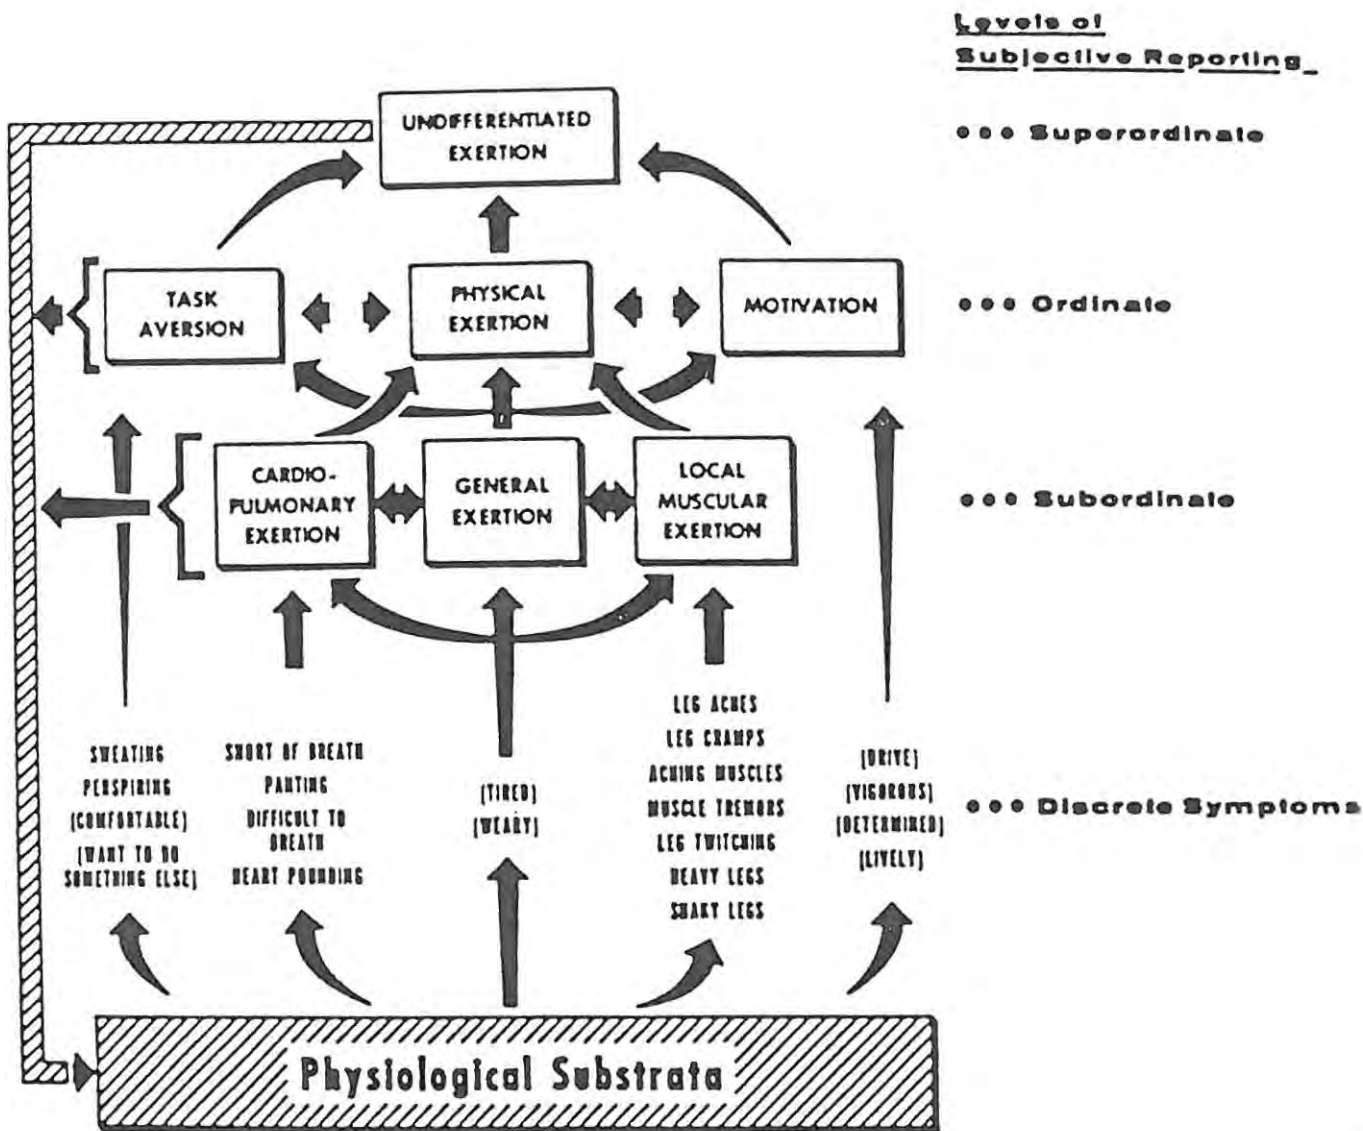 Levels of
Subjective Reporting
UNDIFFERENTIATED
EXERTION
••• Superordinate
TASK
AVERSION
PHYSICAL
EXERTION
MOTIVATION
••• Ordinate
CARDIO-
PULMONARY
EXERTION
GENERAL
EXERTION
LOCAL
MUSCULAR
EXERTION
••• Subordinate
SWEATING
PERSPIRING
(COMFORTABLE)
(WANT TO DO
SOMETHING ELSE)
SHORT OF BREATH
PANTING
DIFFICULT TO
BREATH
HEART POUNDING
(TIRED)
(WEARY)
LEG ACHES
LEG CRAMPS
ACHING MUSCLES
MUSCLE TREMORS
LEG TWITCHING
HEAVY LEGS
SHAKY LEGS
(DRIVE)
(VIGOROUS)
(DETERMINED)
(LIVELY)
••• Discrete Symptoms
Physiological Substrata